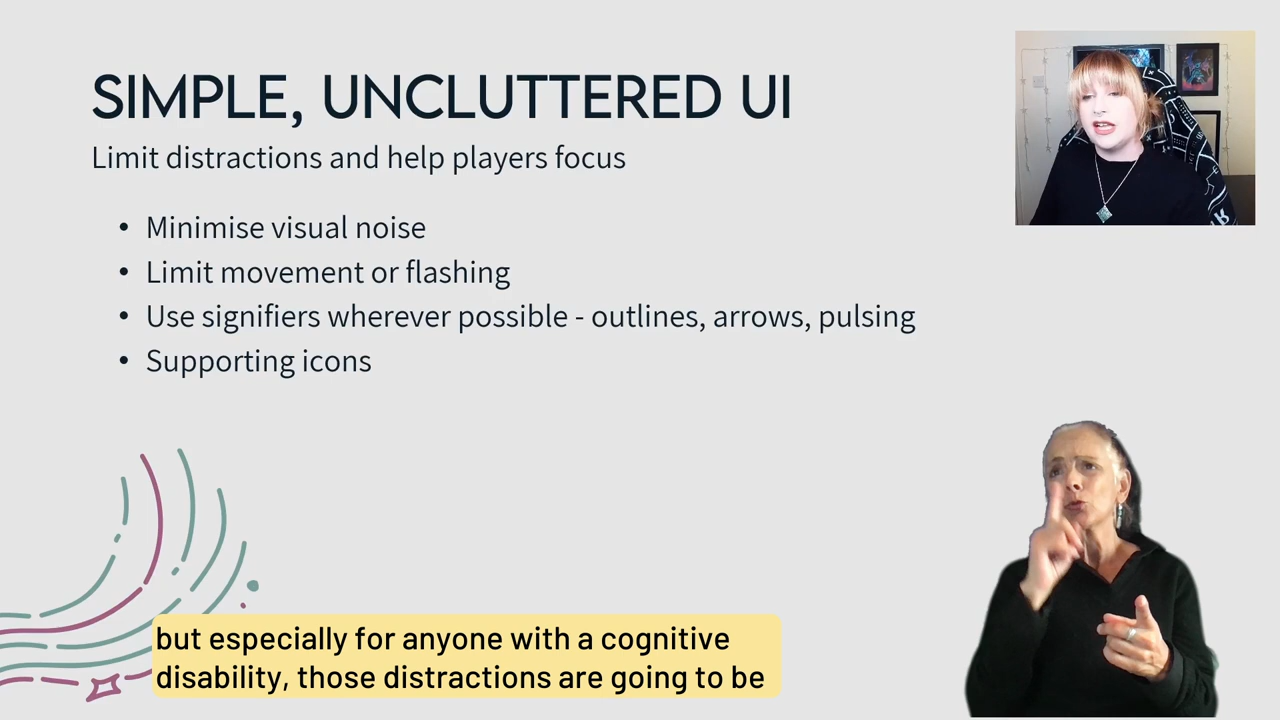 SIMPLE, UNCLUTTERED UI
Limit distractions and help players focus
• Minimise visual noise
• Limit movement or flashing
• Use signifiers wherever possible - outlines, arrows, pulsing
• Supporting icons
but especially for anyone with a cognitive
disability, those distractions are going to be